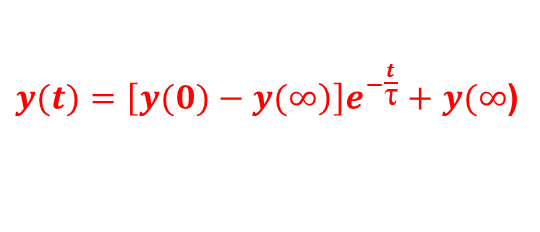 y(t) = [y(0) − y(∞)]e^{−t/τ} + y(∞)